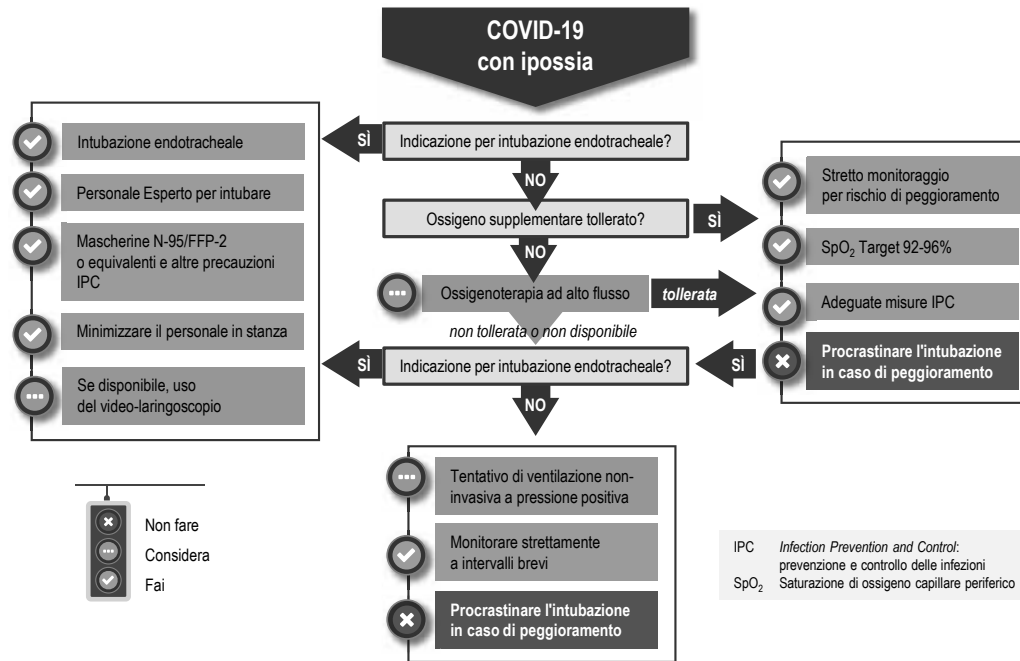 COVID-19
con ipossia
Indicazione per intubazione endotracheale?
SÌ
NO
Intubazione endotracheale
Personale Esperto per intubare
Mascherine N-95/FFP-2
o equivalenti e altre precauzioni
IPC
Minimizzare il personale in stanza
Se disponibile, uso
del video-laringoscopio
Ossigeno supplementare tollerato?
SÌ
NO
Stretto monitoraggio
per rischio di peggioramento
SpO₂ Target 92-96%
Adeguate misure IPC
Procrastinare l'intubazione
in caso di peggioramento
Ossigenoterapia ad alto flusso
tollerata
non tollerata o non disponibile
Indicazione per intubazione endotracheale?
SÌ
SÌ
NO
Tentativo di ventilazione non-
invasiva a pressione positiva
Monitorare strettamente
a intervalli brevi
Procrastinare l'intubazione
in caso di peggioramento
Non fare
Considera
Fai
IPC Infection Prevention and Control:
prevenzione e controllo delle infezioni
SpO₂ Saturazione di ossigeno capillare periferico